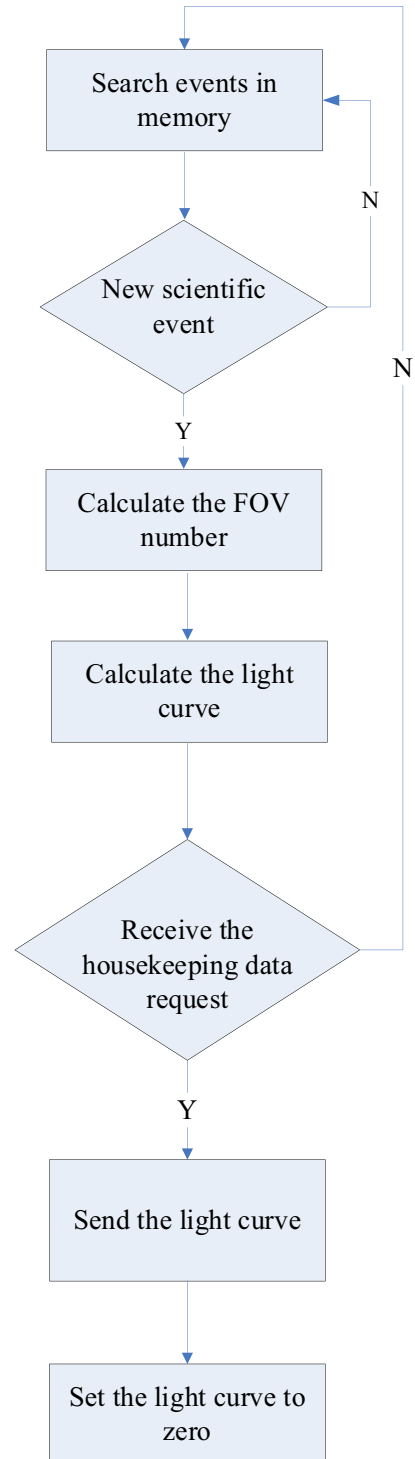 Search events in
memory
N
New scientific
event
N
Y
Calculate the FOV
number
Calculate the light
curve
Receive the
housekeeping data
request
Y
Send the light curve
Set the light curve to
zero